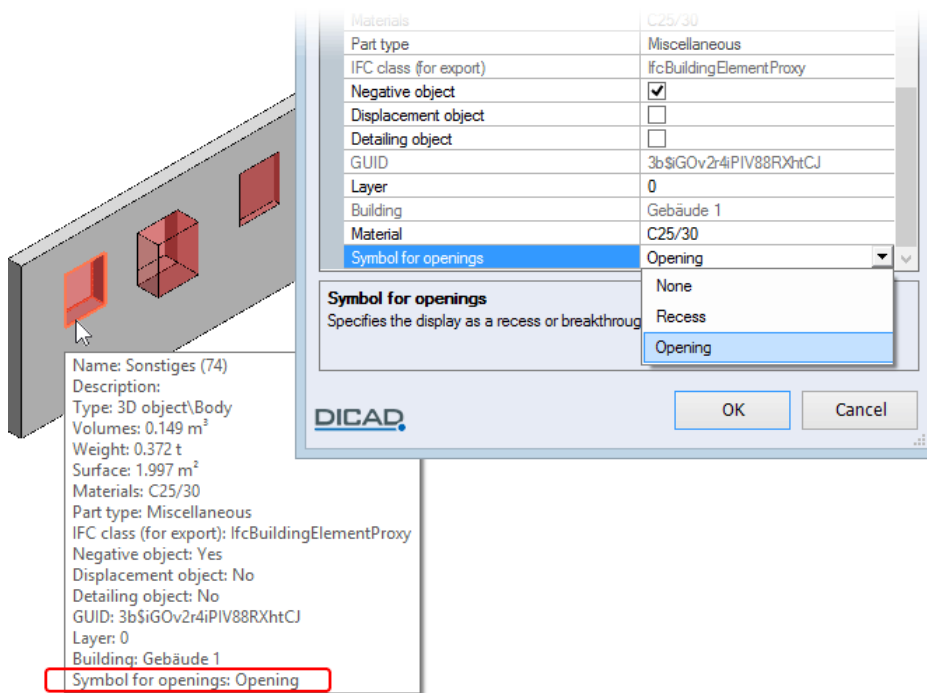 Materials C25/30
Part type Miscellaneous
IFC class (for export) IfcBuildingElementProxy
Negative object
Displacement object
Detailing object
GUID 3b$iGOv2r4iPlV88RXhtCJ
Layer 0
Building Gebäude 1
Material C25/30
Symbol for openings Opening
None
Recess
Opening
Symbol for openings
Specifies the display as a recess or breakthroug
DICAD
OK Cancel
Name: Sonstiges (74)
Description:
Type: 3D object\Body
Volumes: 0.149 m³
Weight: 0.372 t
Surface: 1.997 m²
Materials: C25/30
Part type: Miscellaneous
IFC class (for export): IfcBuildingElementProxy
Negative object: Yes
Displacement object: No
Detailing object: No
GUID: 3b$iGOv2r4iPlV88RXhtCJ
Layer: 0
Building: Gebäude 1
Symbol for openings: Opening